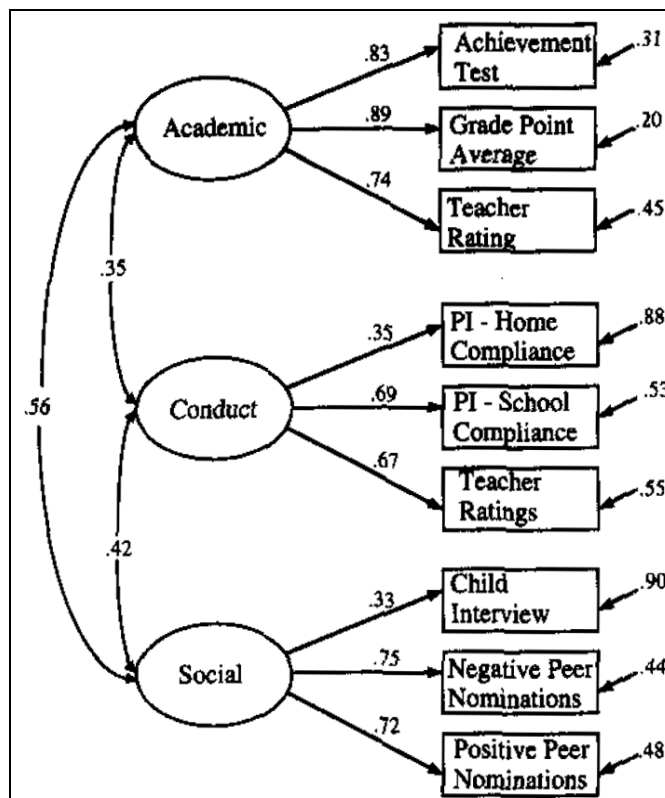 Achievement
Test
.31
.83
Academic
.89
Grade Point
Average
.20
.74
Teacher
Rating
.45
.35
PI - Home
Compliance
.88
.35
Conduct
.69
PI - School
Compliance
.53
.56
.67
Teacher
Ratings
.55
.42
Child
Interview
.90
.33
Social
.75
Negative Peer
Nominations
.44
.72
Positive Peer
Nominations
.48